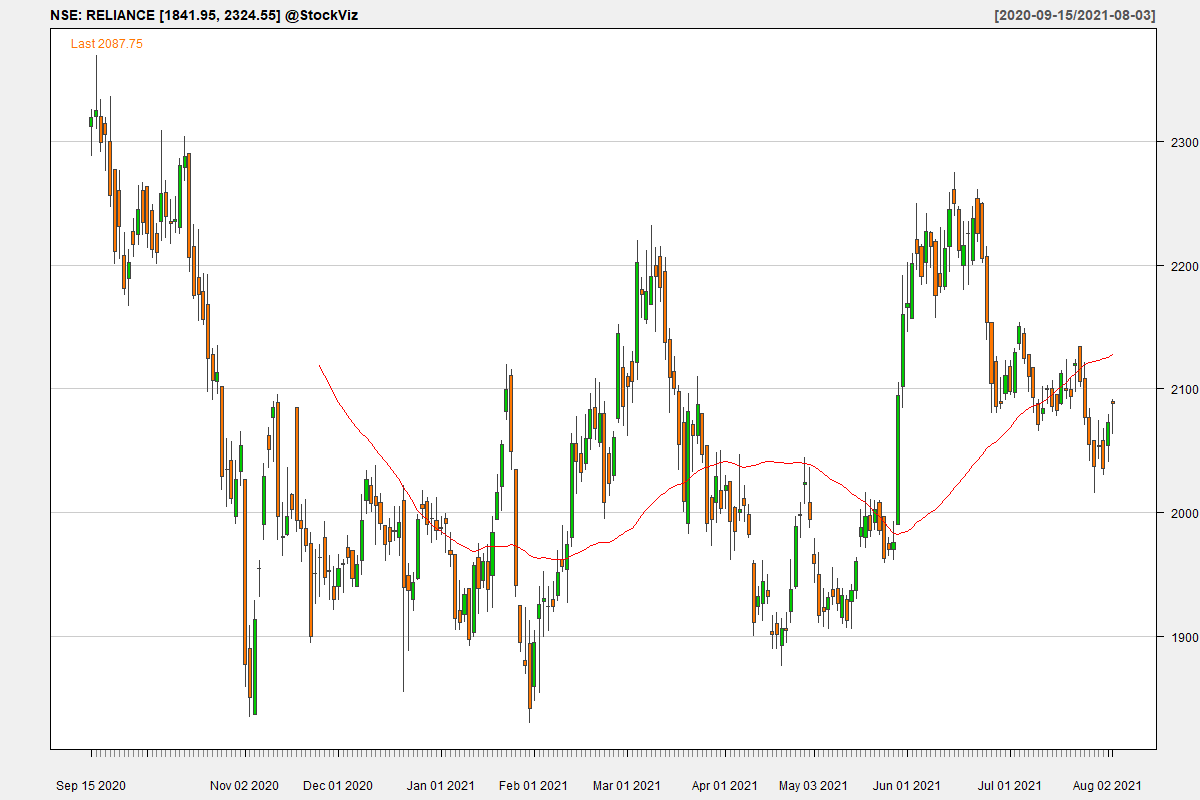 NSE: RELIANCE [1841.95, 2324.55] @StockViz
[2020-09-15/2021-08-03]
Last 2087.75
2300
2200
2100
2000
1900
Sep 15 2020
Nov 02 2020
Dec 01 2020
Jan 01 2021
Feb 01 2021
Mar 01 2021
Apr 01 2021
May 03 2021
Jun 01 2021
Jul 01 2021
Aug 02 2021